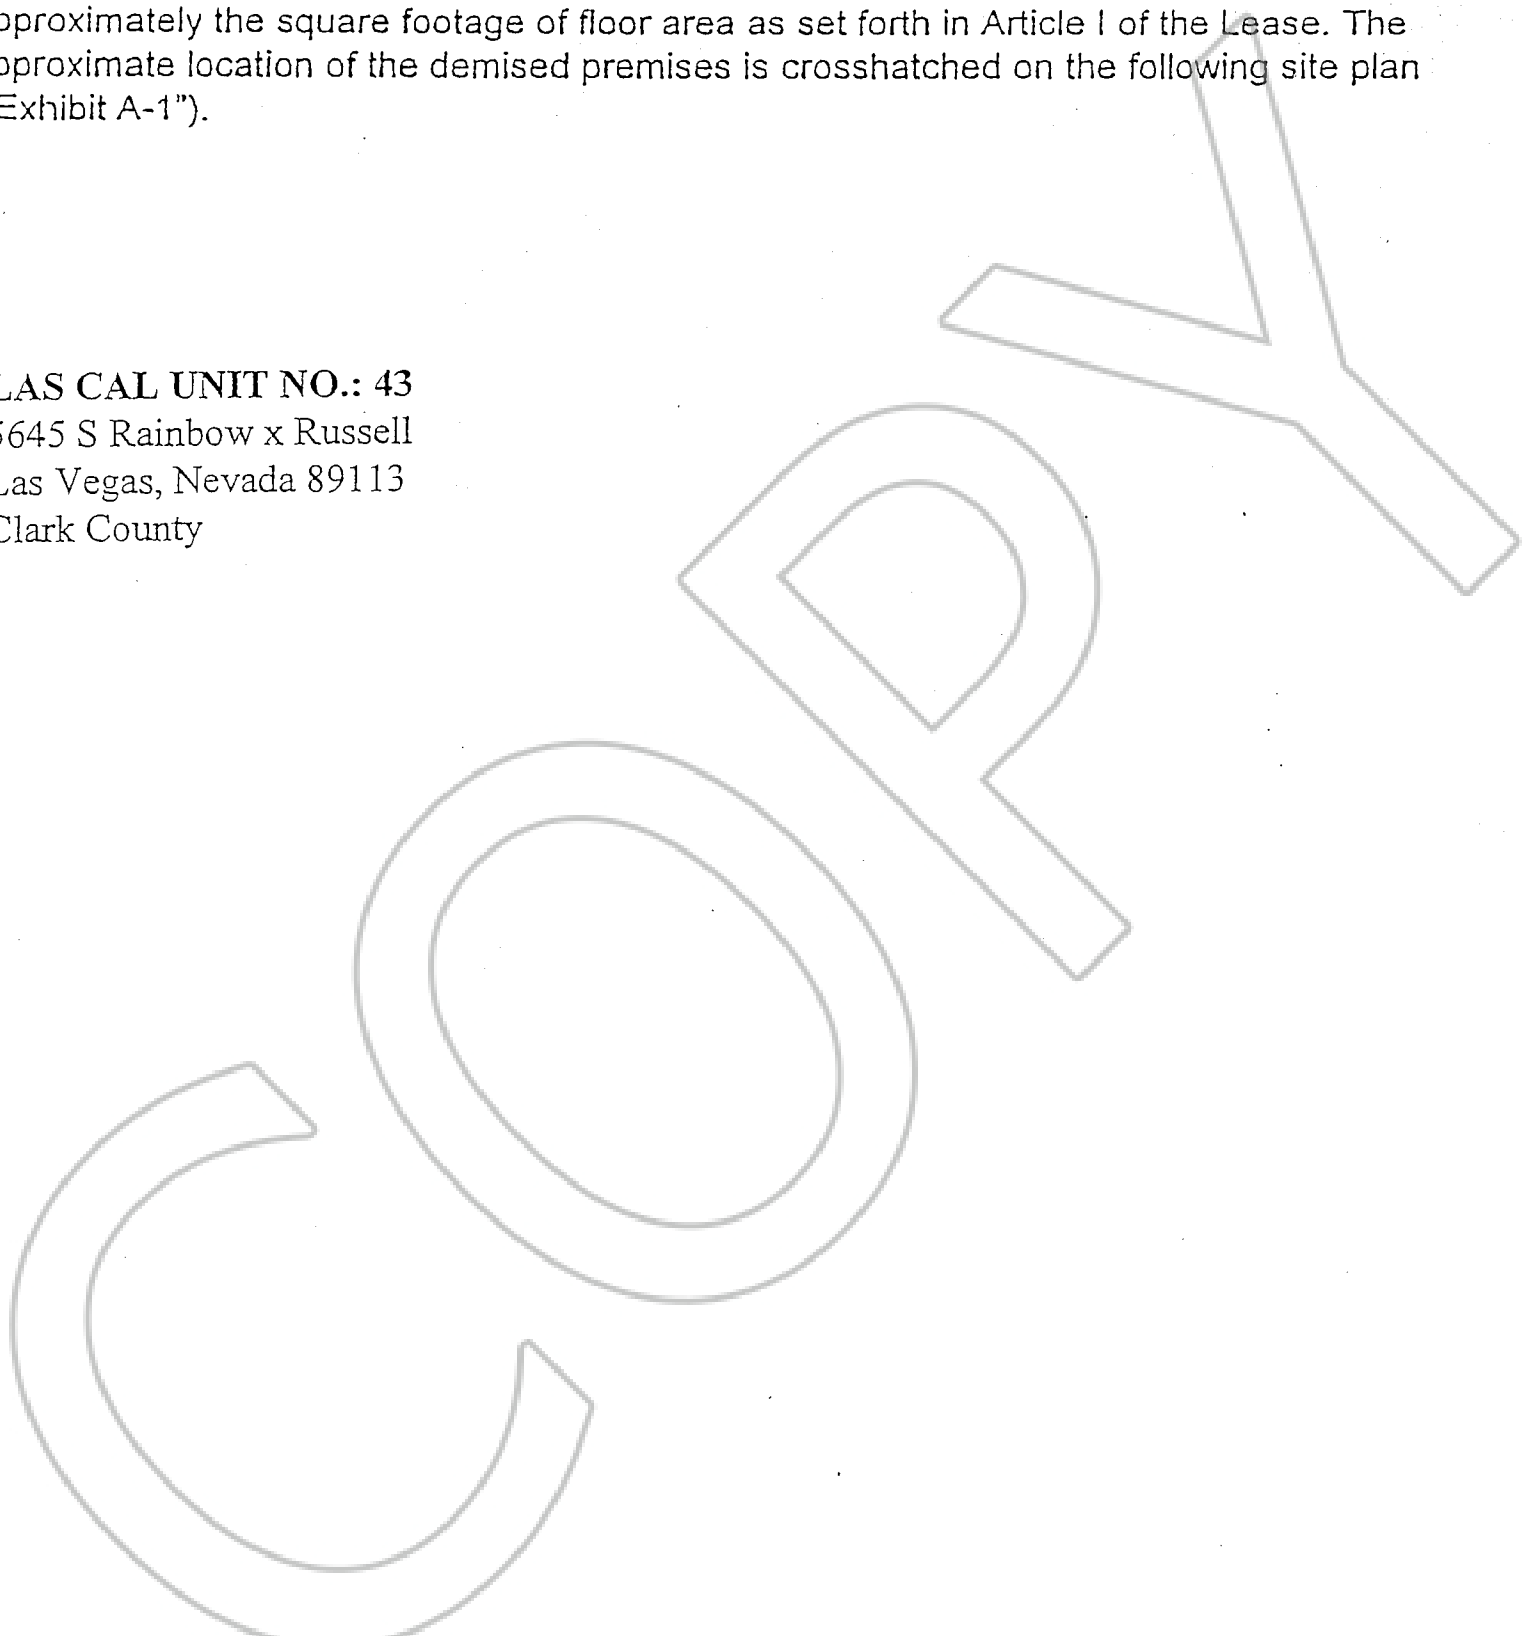 pproximately the square footage of floor area as set forth in Article I of the Lease. The
pproximate location of the demised premises is crosshatched on the following site plan
Exhibit A-1").
LAS CAL UNIT NO.: 43
5645 S Rainbow x Russell
Las Vegas, Nevada 89113
Clark County
COPY